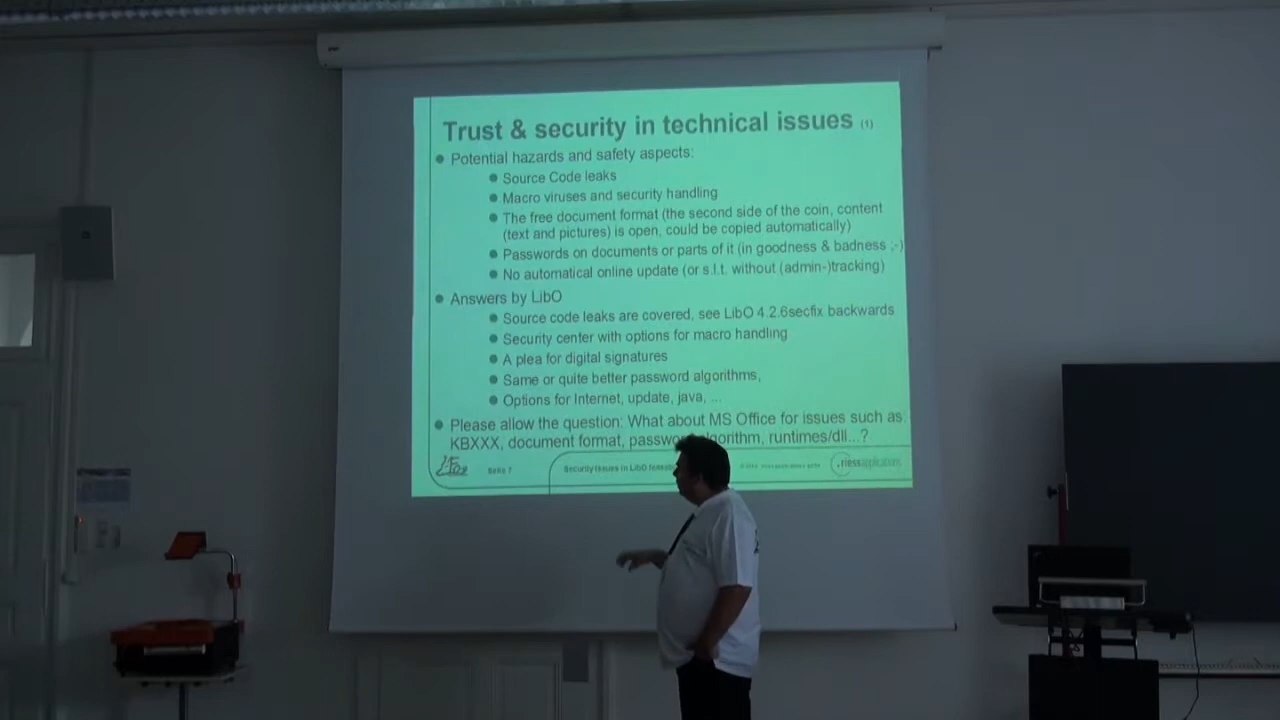 Trust & security in technical issues (1)
Potential hazards and safety aspects:
Source Code leaks
Macro viruses and security handling
The free document format (the second side of the coin, content
(text and pictures) is open, could be copied automatically)
Passwords on documents or parts of it (in goodness & badness ;-)
No automatical online update (or s.l.t. without (admin-)tracking)
Answers by LibO
Source code leaks are covered, see LibO 4.2.6secfix backwards
Security center with options for macro handling
A plea for digital signatures
Same or quite better password algorithms,
Options for Internet, update, java, ...
Please allow the question: What about MS Office for issues such as
KBXXX, document format, password algorithm, runtimes/dll...?
Seite 7
Security Issues in LibO
riessapplications